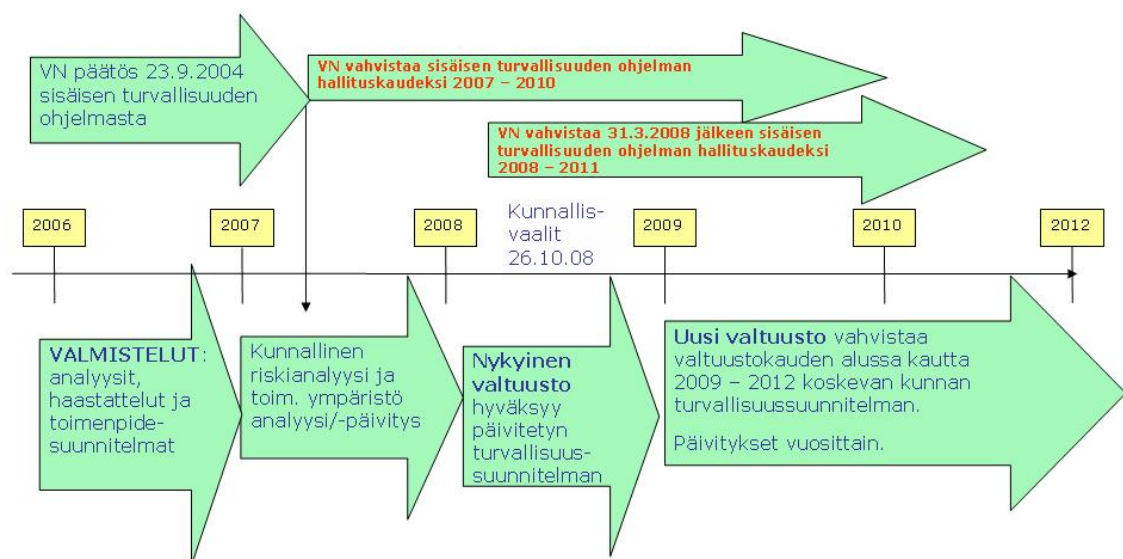 VN päätös 23.9.2004
sisäisen turvallisuuden
ohjelmasta
VN vahvistaa sisäisen turvallisuuden ohjelman
hallituskaudeksi 2007 – 2010
VN vahvistaa 31.3.2008 jälkeen sisäisen
turvallisuuden ohjelman hallituskaudeksi
2008 – 2011
2006
2007
2008
Kunnallis-
vaalit
26.10.08
2009
2010
2012
VALMISTELUT:
analyysit,
haastattelut ja
toimenpide-
suunnitelmat
Kunnallinen
riskianalyysi ja
toim. ympäristö
analyysi/-päivitys
Nykyinen
valtuusto
hyväksyy
päivitetyn
turvallisuus-
suunnitelman
Uusi valtuusto vahvistaa
valtuustokauden alussa kautta
2009 – 2012 koskevan kunnan
turvallisuussuunnitelman.
Päivitykset vuosittain.